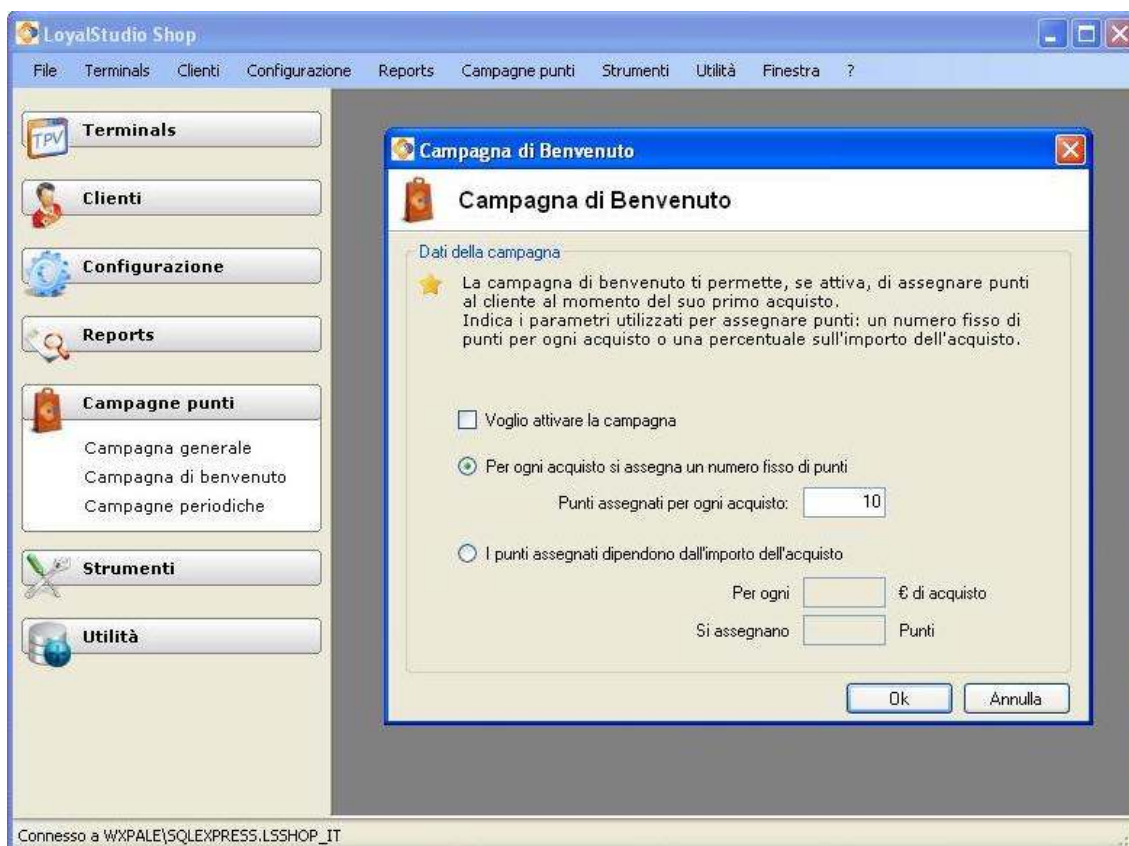 LoyalStudio Shop
File Terminals Clienti Configurazione Reports Campagne punti Strumenti Utilità Finestra ?
TPV
Terminals
Clienti
Configurazione
Reports
Campagne punti
Campagna generale
Campagna di benvenuto
Campagne periodiche
Strumenti
Utilità
Campagna di Benvenuto
Campagna di Benvenuto
Dati della campagna
La campagna di benvenuto ti permette, se attiva, di assegnare punti
al cliente al momento del suo primo acquisto.
Indica i parametri utilizzati per assegnare punti: un numero fisso di
punti per ogni acquisto o una percentuale sull'importo dell'acquisto.
Voglio attivare la campagna
Per ogni acquisto si assegna un numero fisso di punti
Punti assegnati per ogni acquisto: 10
I punti assegnati dipendono dall'importo dell'acquisto
Per ogni € di acquisto
Si assegnano Punti
Ok Annulla
Connesso a WXPALE\SQLEXPRESS.LSSHOP_IT